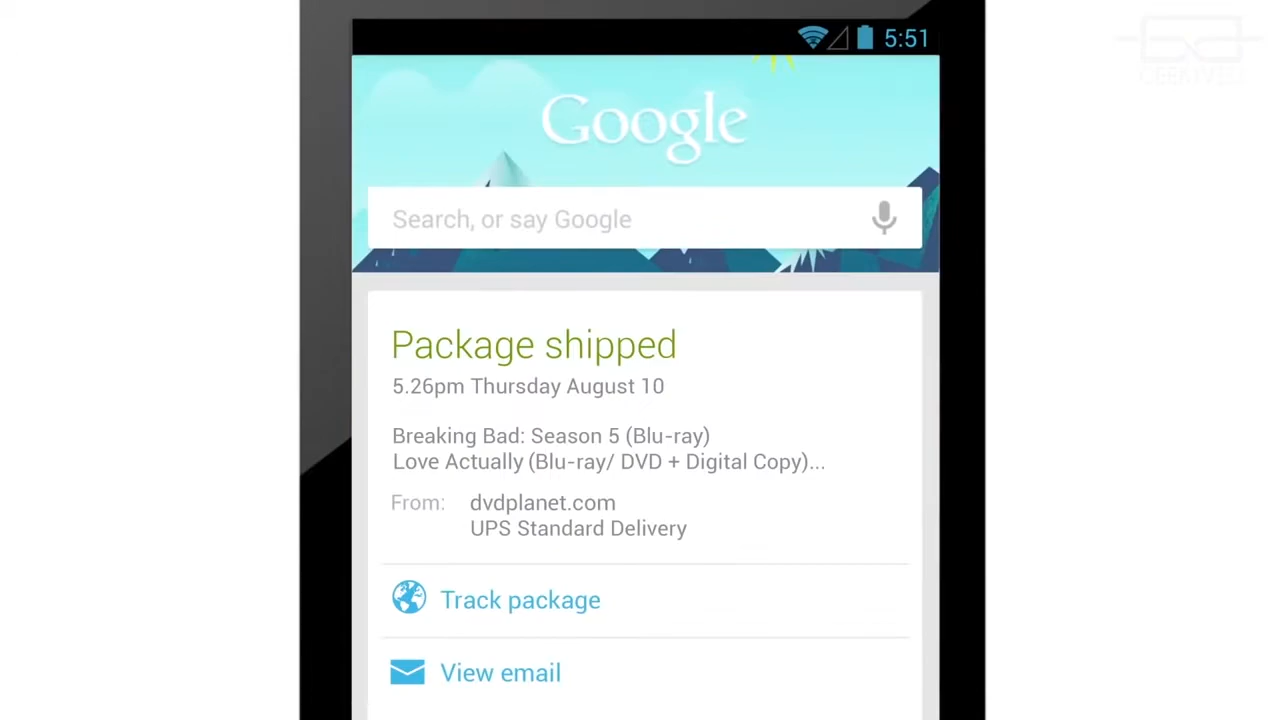 5:51
Google
Search, or say Google
Package shipped
5.26pm Thursday August 10
Breaking Bad: Season 5 (Blu-ray)
Love Actually (Blu-ray/ DVD + Digital Copy)...
From: dvdplanet.com
UPS Standard Delivery
Track package
View email